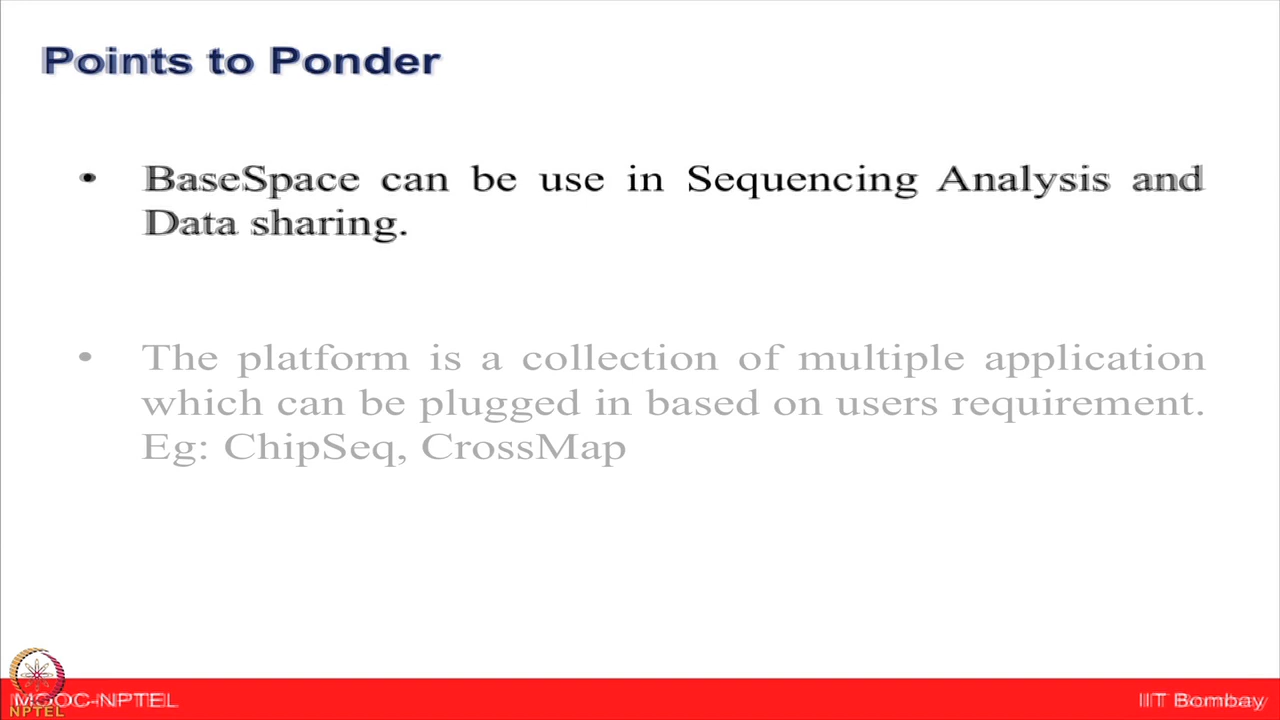 Points to Ponder
• BaseSpace can be use in Sequencing Analysis and
Data sharing.
• The platform is a collection of multiple application
which can be plugged in based on users requirement.
Eg: ChipSeq, CrossMap
MOOC-NPTEL
NPTEL
IIT Bombay